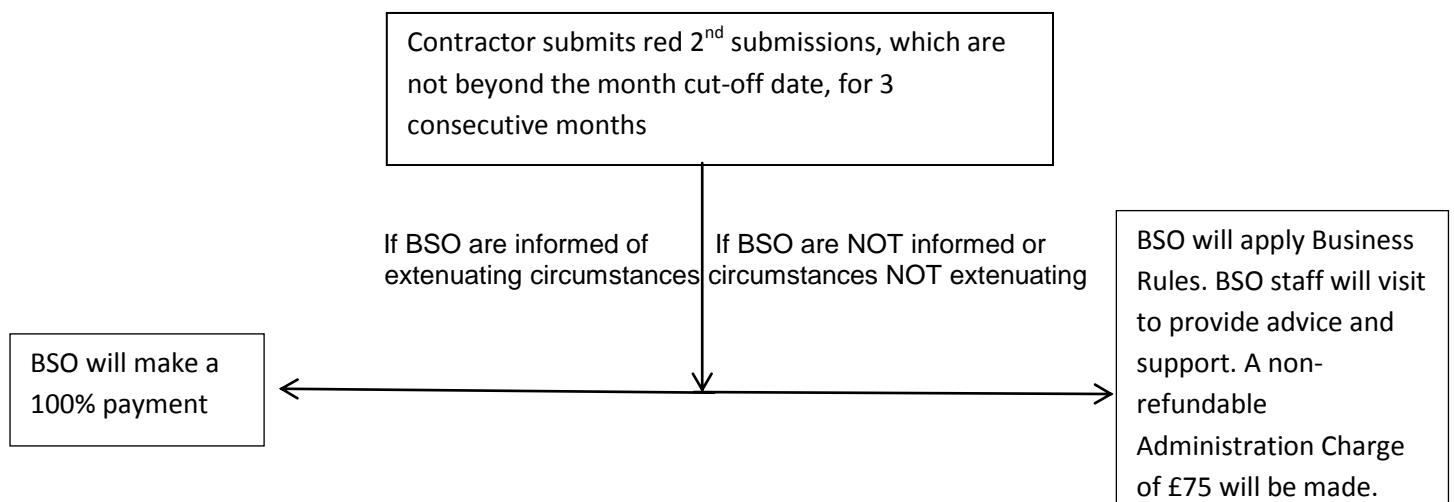 Contractor submits red 2nd submissions, which are
not beyond the month cut-off date, for 3
consecutive months
If BSO are informed of
extenuating circumstances
If BSO are NOT informed or
circumstances NOT extenuating
BSO will make a
100% payment
BSO will apply Business
Rules. BSO staff will visit
to provide advice and
support. A non-
refundable
Administration Charge
of £75 will be made.